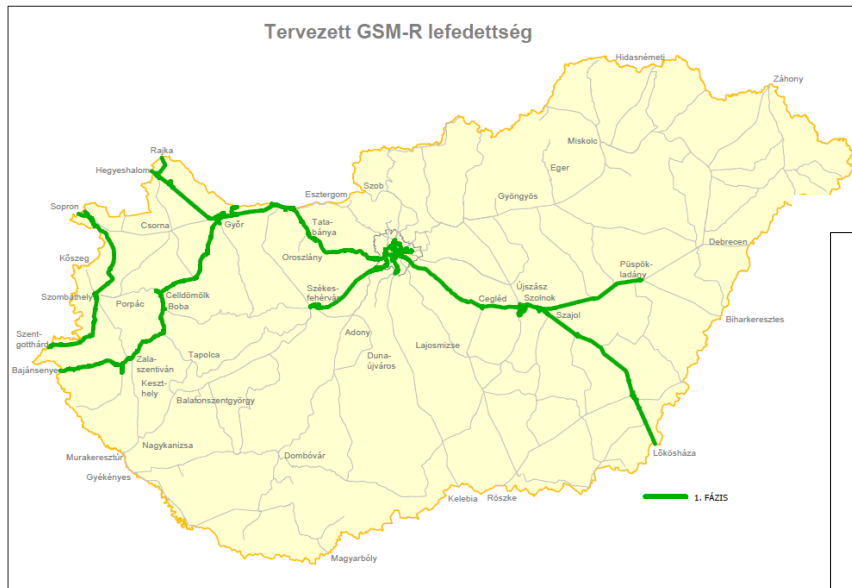 Tervezett GSM-R lefedettség
Hidasnémeti
Záhony
Miskolc
Rajka
Hegyeshalom
Eger
Szob
Esztergom
Gyöngyös
Sopron
Csorna
Győr
Tata-
bánya
Debrecen
Kőszeg
Oroszlány
Püspök-
ladány
Szombathely
Porpác
Celldömölk
Boba
Székes-
fehérvár
Cegléd
Újszász
Szolnok
Szajol
Biharkeresztes
Szent-
gotthárd
Adony
Lajosmizse
Bajánsenye
Zala-
szentiván
Tapolca
Duna-
újváros
Keszt-
hely
Balatonszentgyörgy
Nagykanizsa
Murakeresztúr
Dombóvár
Lőkösháza
Gyékényes
Kelebia
Röszke
1. FÁZIS
Magyarbóly